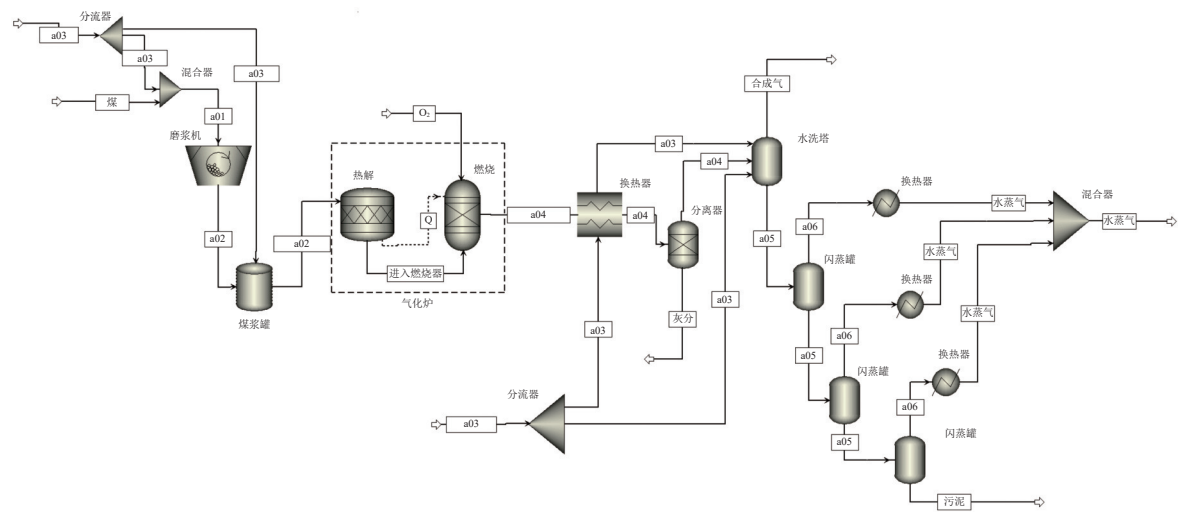 分流器
a03
a03
a03
混合器
煤
a01
磨浆机
a02
煤浆罐
a02
O₂
热解
燃烧
Q
进入燃烧器
气化炉
a04
换热器
a04
a03
a04
分离器
灰分
a03
a03
分流器
a03
合成气
水洗塔
a05
a06
换热器
水蒸气
混合器
水蒸气
闪蒸罐
a05
a06
换热器
水蒸气
闪蒸罐
a05
a06
换热器
水蒸气
闪蒸罐
污泥